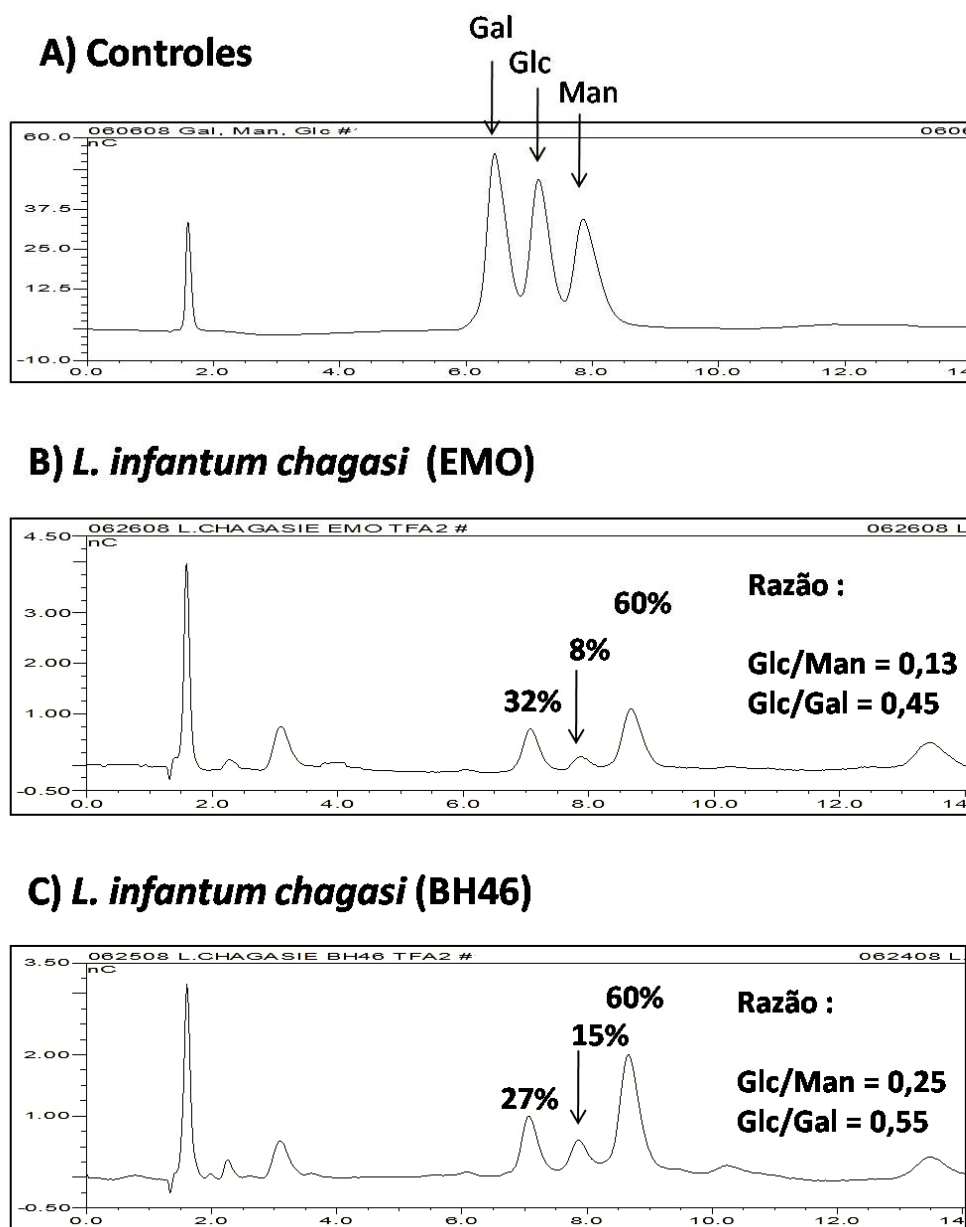 A) Controles
Gal
Glc
Man
060608 Gal, Man, Glc #
0606
60.0
nC
37.5
25.0
12.5
-10.0
0.0 2.0 4.0 6.0 8.0 10.0 12.0 14
B) L. infantum chagasi (EMO)
062608 L.CHAGASIE EMO TFA2 #
062608 L
4.50
nC
3.00
2.00
1.00
-0.50
0.0 2.0 4.0 6.0 8.0 10.0 12.0 14
32%
8%
60%
Razão :
Glc/Man = 0,13
Glc/Gal = 0,45
C) L. infantum chagasi (BH46)
062508 L.CHAGASIE BH46 TFA2 #
062408 L.
3.50
nC
2.00
1.00
-0.50
0.0 2.0 4.0 6.0 8.0 10.0 12.0 14
27%
15%
60%
Razão :
Glc/Man = 0,25
Glc/Gal = 0,55